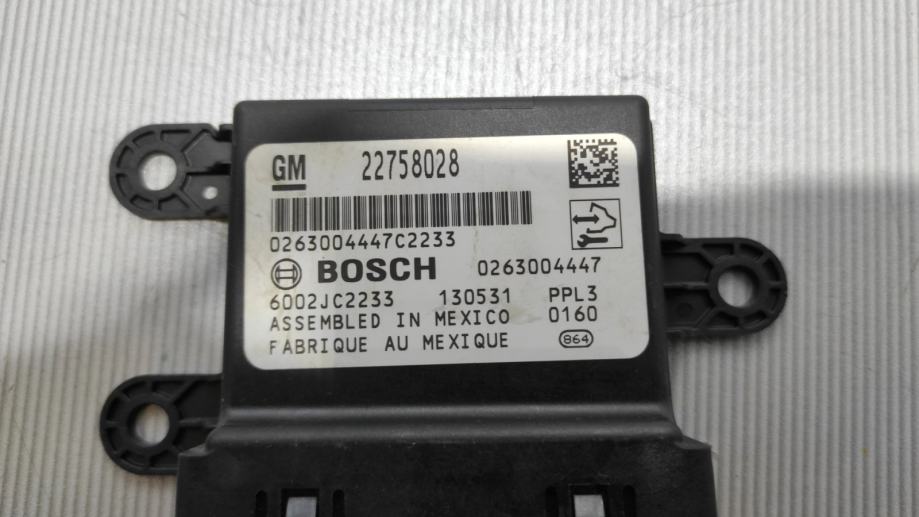 GM 22758028
0263004447C2233
BOSCH 0263004447
6002JC2233 130531 PPL3
ASSEMBLED IN MEXICO 0160
FABRIQUE AU MEXIQUE 864